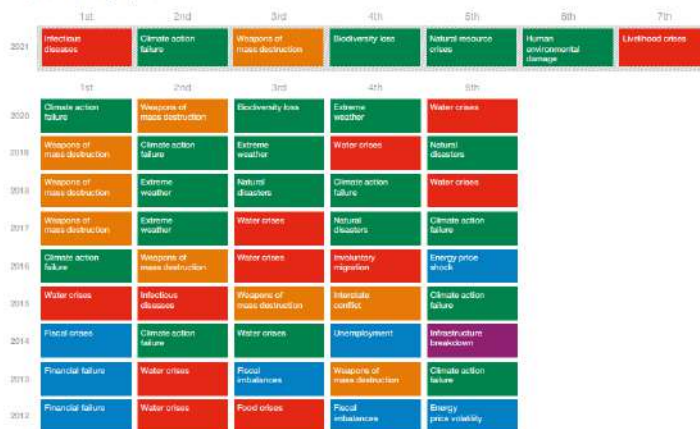 1st 2nd 3rd 4th 5th 6th 7th
2021
Infectious
diseases
Climate action
failure
Weapons of
mass destruction
Biodiversity loss
Natural resource
crises
Human
environmental
damage
Livelihood crises
1st 2nd 3rd 4th 5th
2020
Climate action
failure
Weapons of
mass destruction
Biodiversity loss
Extreme
weather
Water crises
2019
Weapons of
mass destruction
Climate action
failure
Extreme
weather
Water crises
Natural
disasters
2018
Weapons of
mass destruction
Extreme
weather
Natural
disasters
Climate action
failure
Water crises
2017
Weapons of
mass destruction
Extreme
weather
Water crises
Natural
disasters
Climate action
failure
2016
Climate action
failure
Weapons of
mass destruction
Water crises
Involuntary
migration
Energy price
shock
2015
Water crises
Infectious
diseases
Weapons of
mass destruction
Interstate
conflict
Climate action
failure
2014
Fiscal crises
Climate action
failure
Water crises
Unemployment
Infrastructure
breakdown
2013
Financial failure
Water crises
Fiscal
imbalances
Weapons of
mass destruction
Climate action
failure
2012
Financial failure
Water crises
Food crises
Fiscal
imbalances
Energy
price volatility